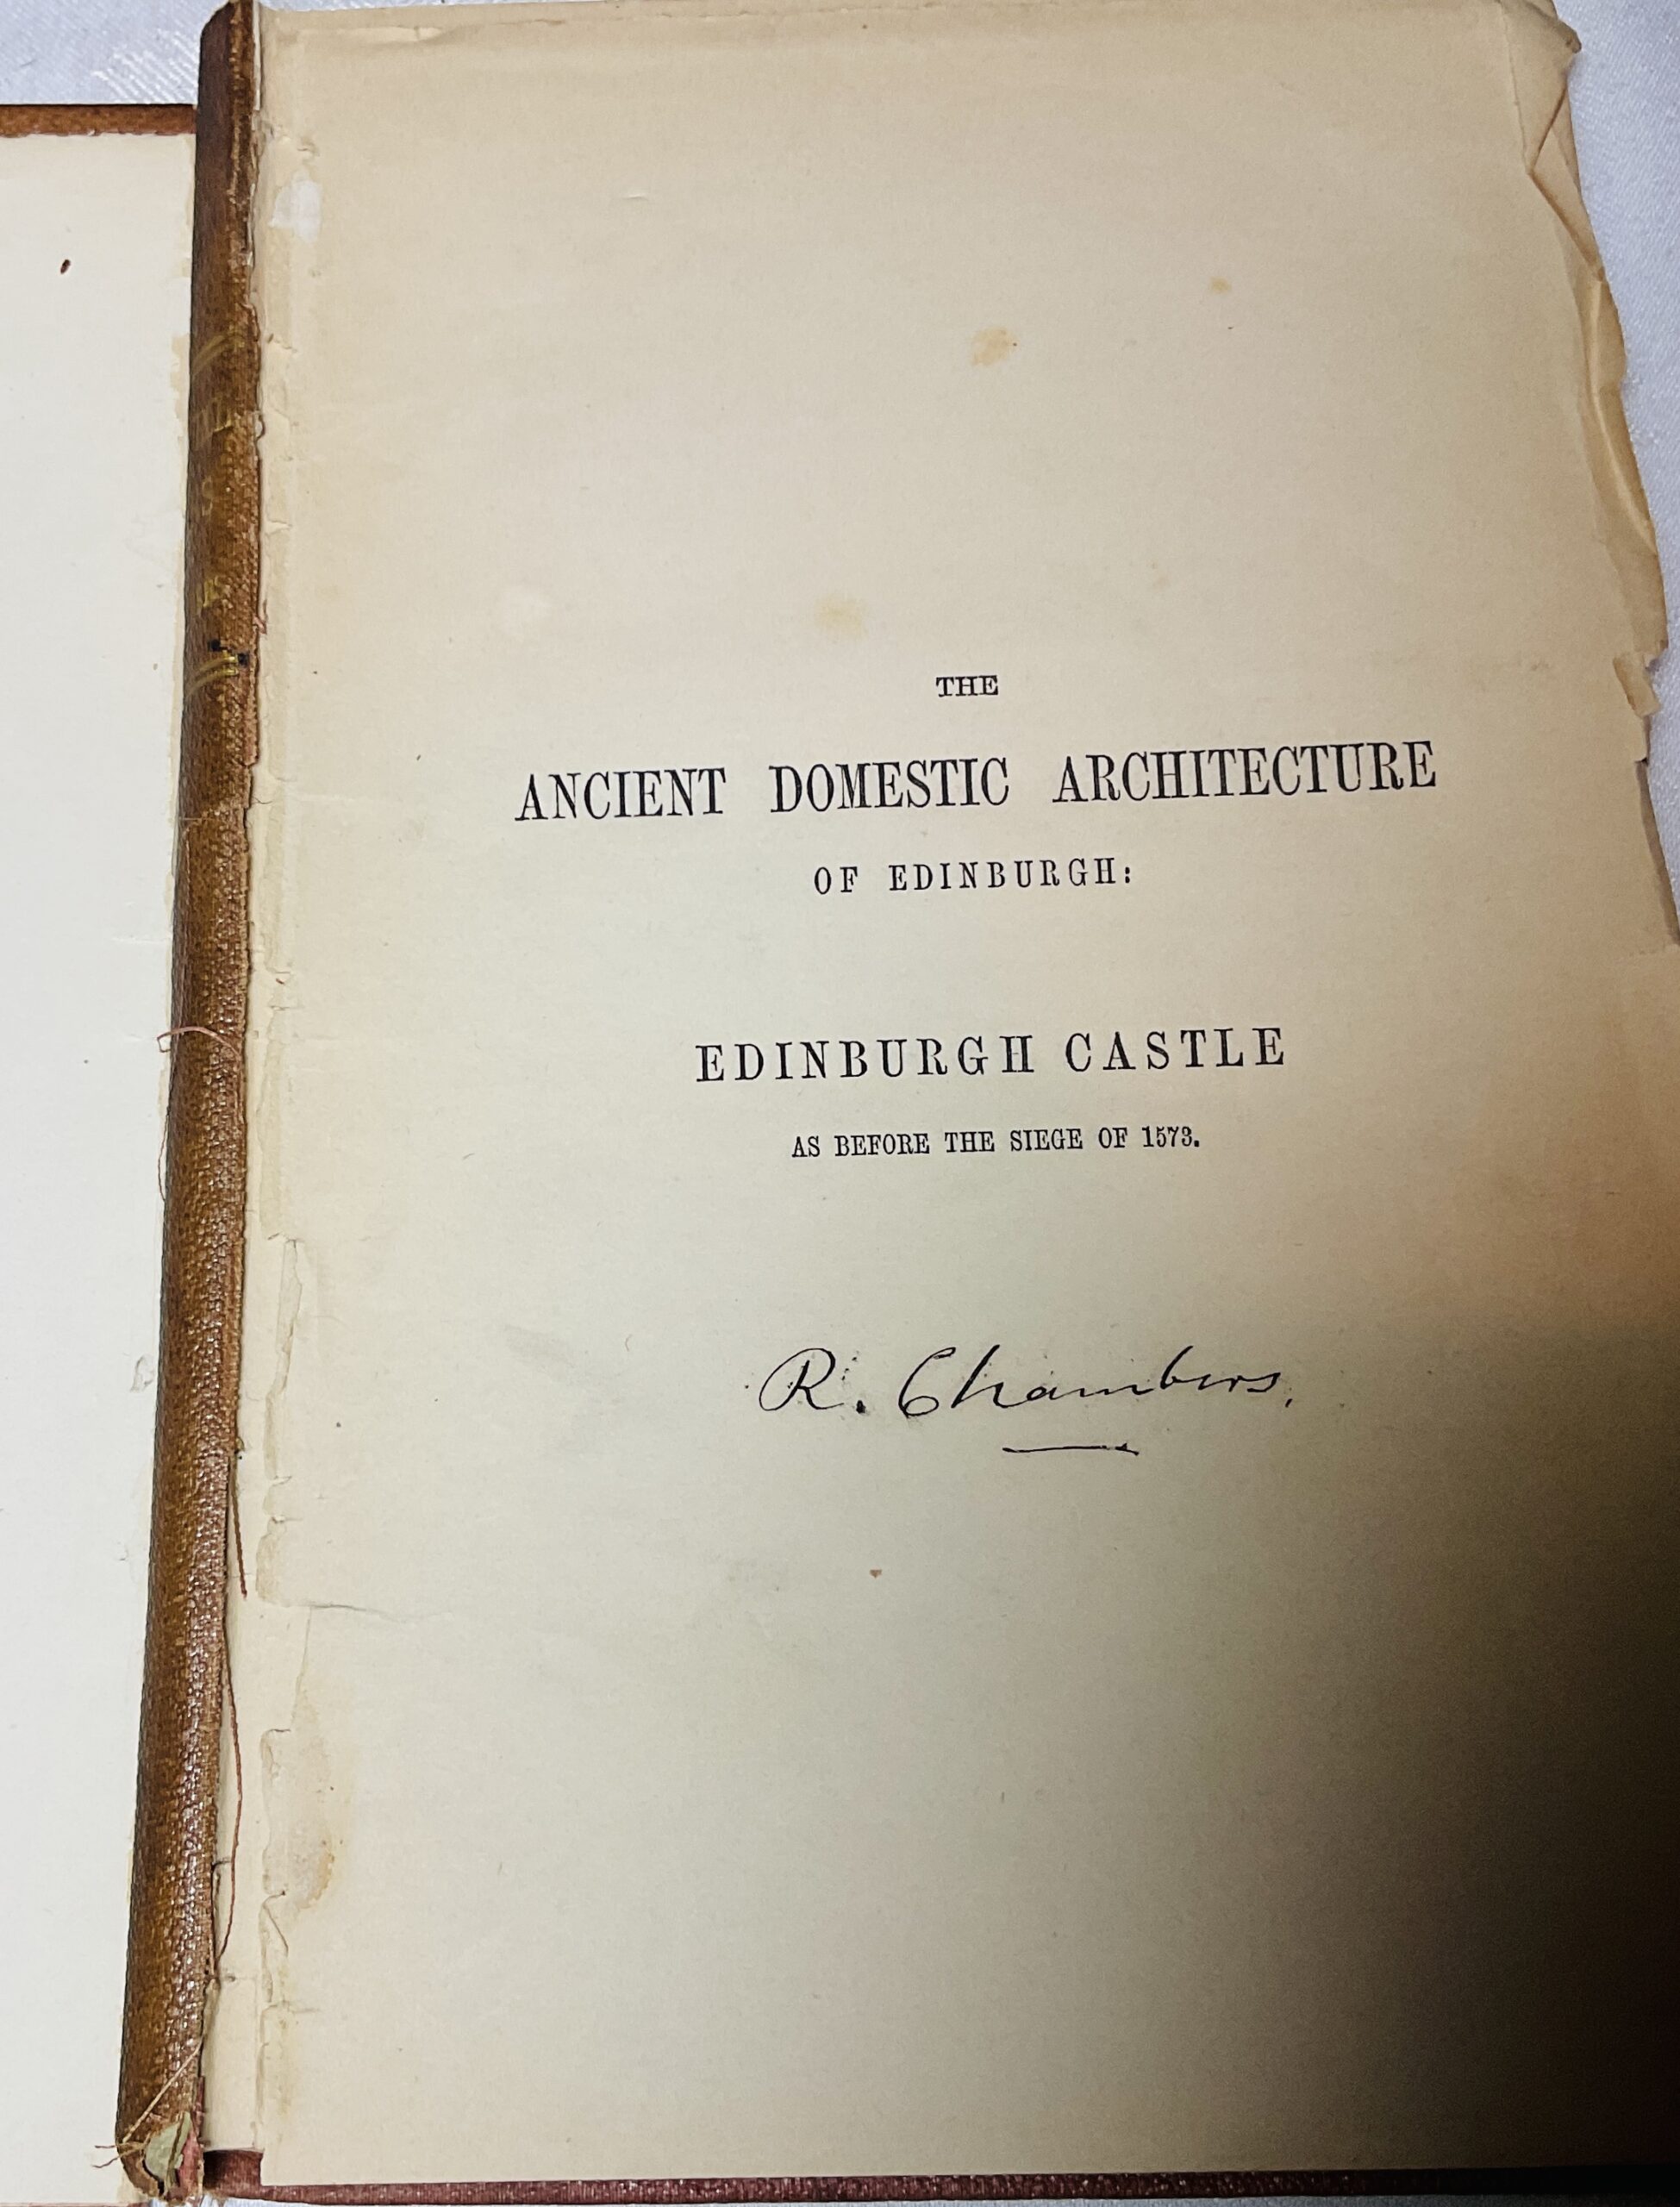 THE
ANCIENT DOMESTIC ARCHITECTURE
OF EDINBURGH:
EDINBURGH CASTLE
AS BEFORE THE SIEGE OF 1573.
R. Chambers.